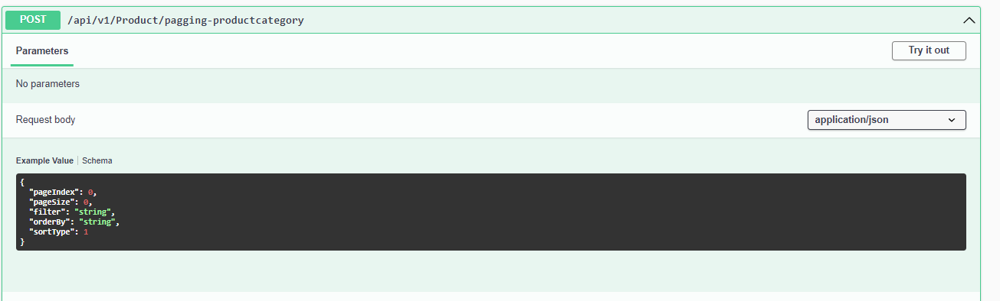 POST /api/v1/Product/pagging-productcategory
Parameters
Try it out
No parameters
Request body
application/json
Example Value | Schema
{
  "pageIndex": 0,
  "pageSize": 0,
  "filter": "string",
  "orderBy": "string",
  "sortType": 1
}